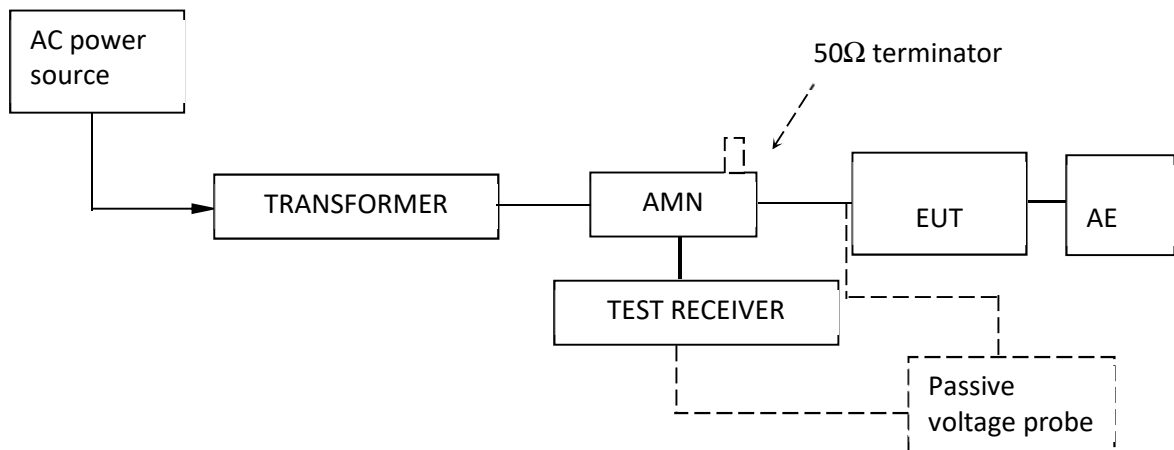 AC power
source
50Ω terminator
TRANSFORMER
AMN
EUT
AE
TEST RECEIVER
Passive
voltage probe